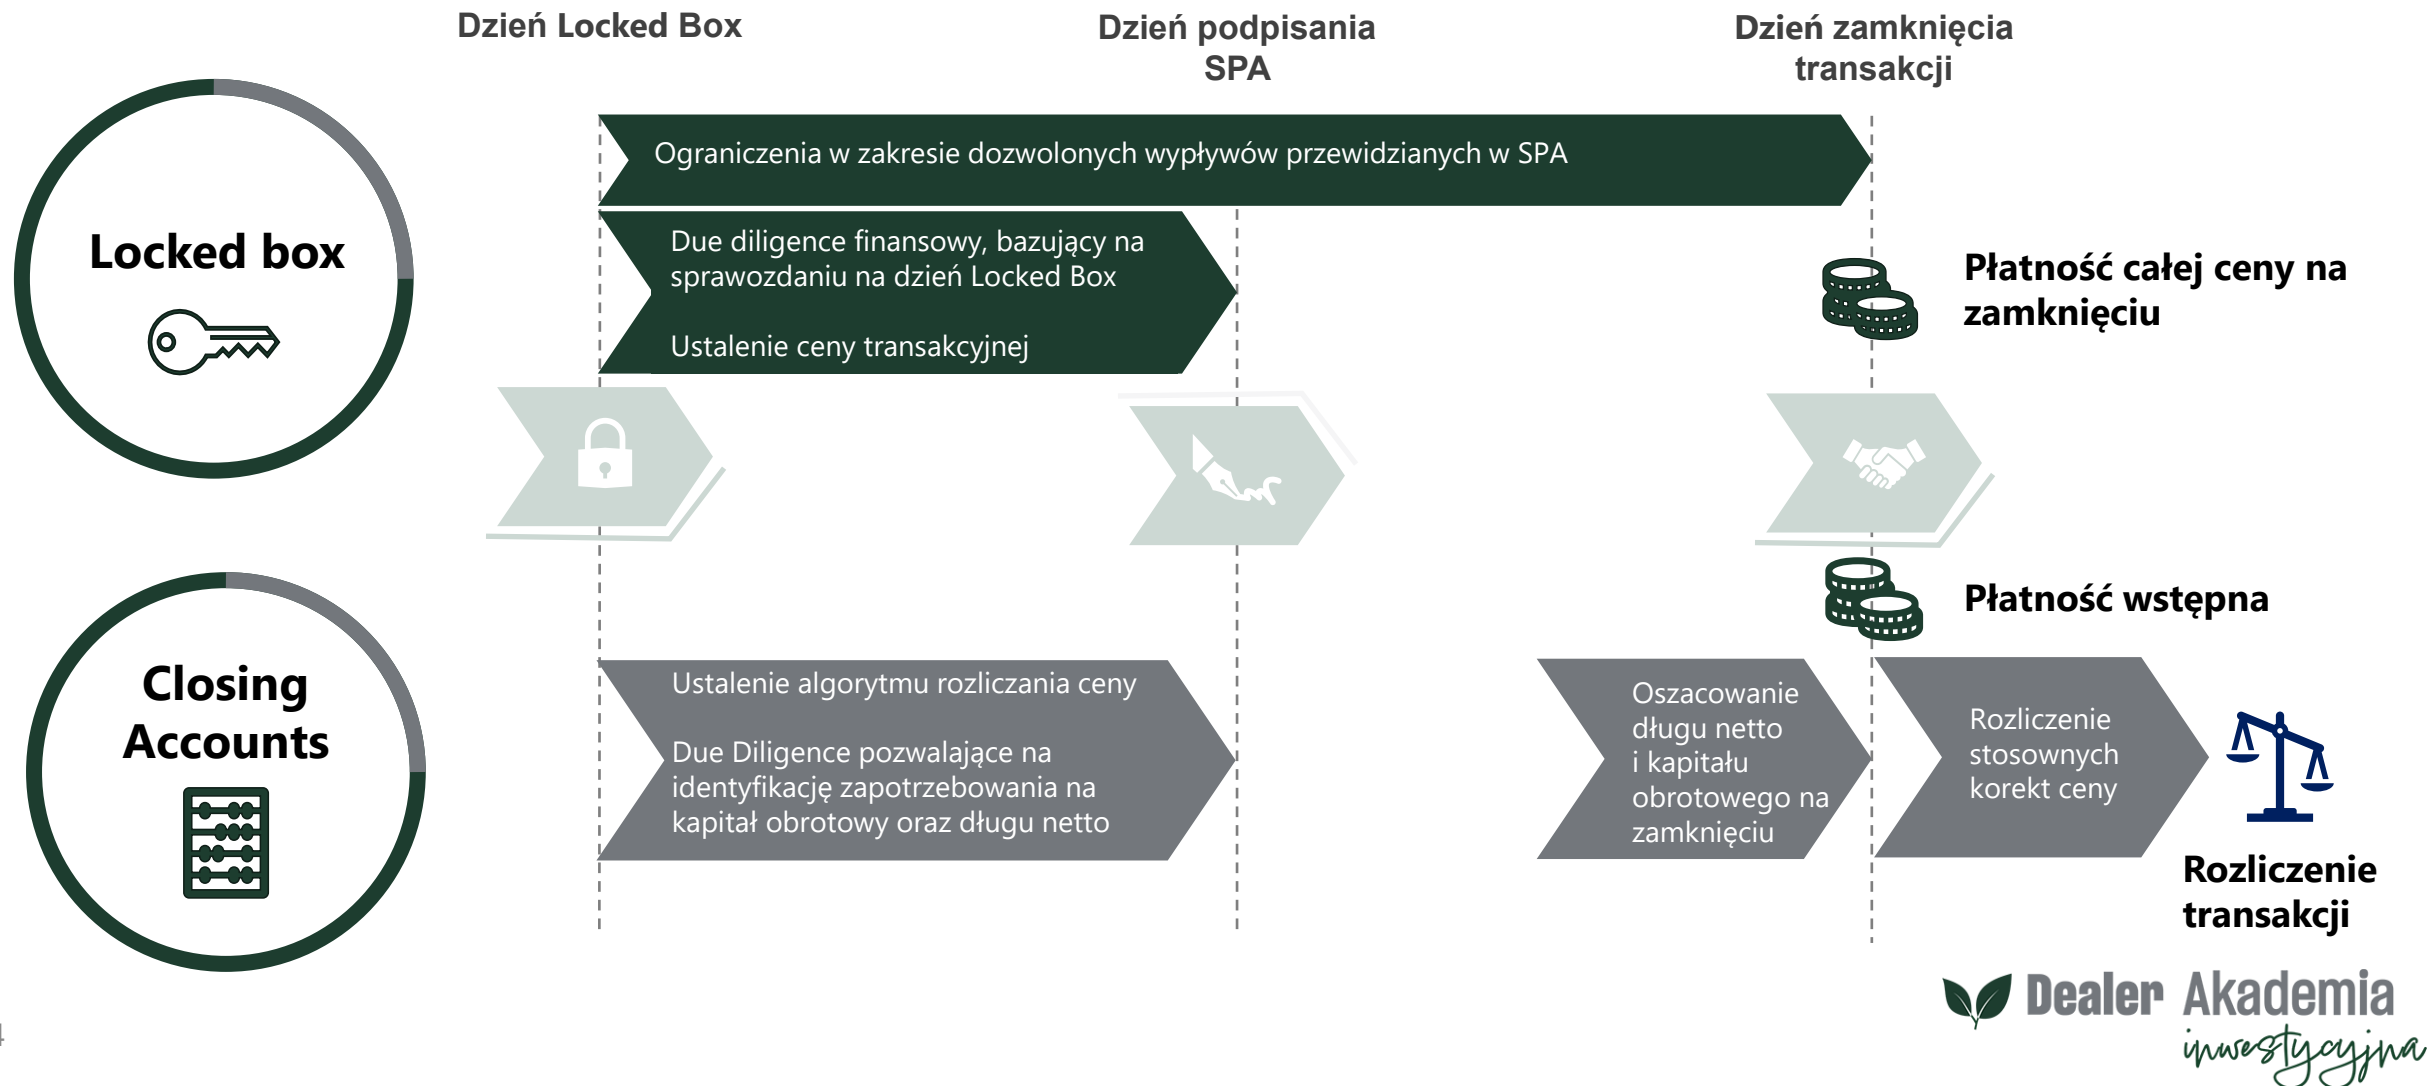 Dzień Locked Box
Dzień podpisania
SPA
Dzień zamknięcia
transakcji
Ograniczenia w zakresie dozwolonych wypływów przewidzianych w SPA
Locked box
Due diligence finansowy, bazujący na
sprawozdaniu na dzień Locked Box
Ustalenie ceny transakcyjnej
Płatność całej ceny na
zamknięciu
Płatność wstępna
Closing
Accounts
Ustalenie algorytmu rozliczania ceny
Due Diligence pozwalające na
identyfikację zapotrzebowania na
kapitał obrotowy oraz długu netto
Oszacowanie
długu netto
i kapitału
obrotowego na
zamknięciu
Rozliczenie
stosownych
korekt ceny
Rozliczenie
transakcji
Dealer Akademia
inwestycyjna
4